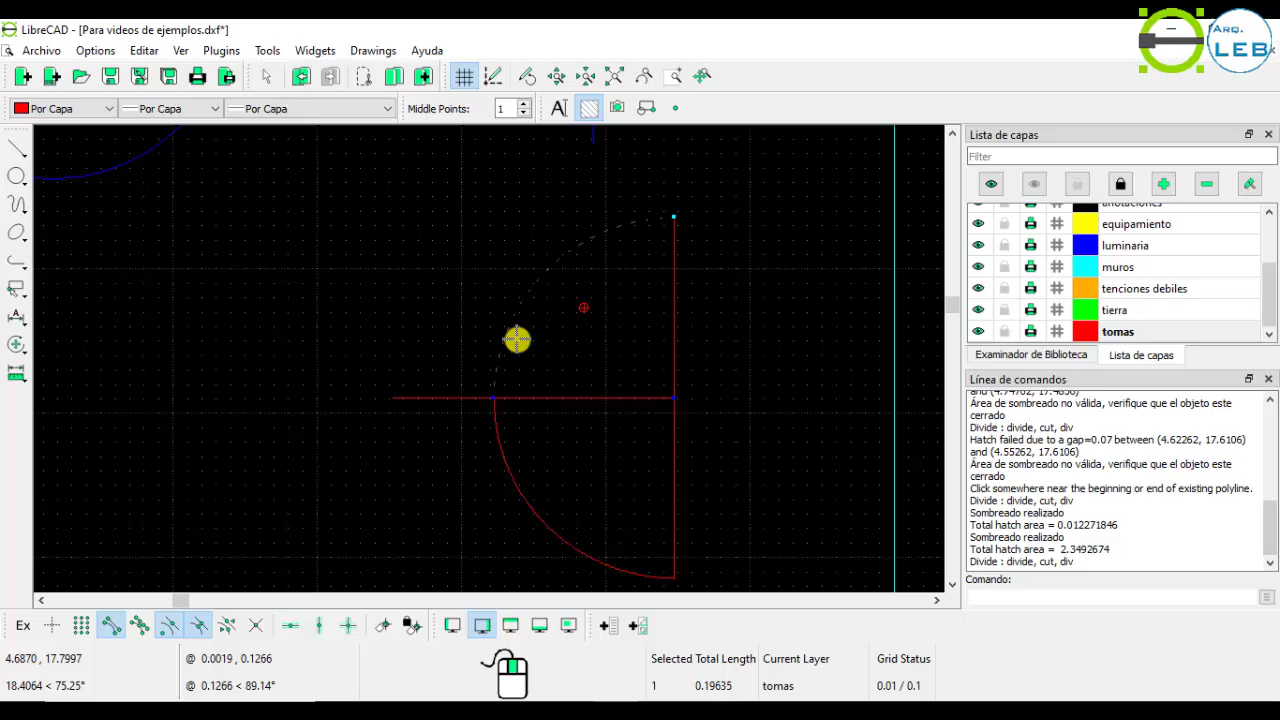 LibreCAD - [Para videos de ejemplos.dxf*]
Arq.
LEB
Archivo Options Editar Ver Plugins Tools Widgets Drawings Ayuda
Por Capa Por Capa Por Capa Middle Points: 1
Lista de capas
Filter
anotaciones
equipamiento
luminaria
muros
tenciones debiles
tierra
tomas
Examinador de Biblioteca Lista de capas
Línea de comandos
Área de sombreado no válida, verifique que el objeto este
cerrado
Divide : divide, cut, div
Hatch failed due to a gap=0.07 between (4.62262, 17.6106)
and (4.55262, 17.6106)
Área de sombreado no válida, verifique que el objeto este
cerrado
Click somewhere near the beginning or end of existing polyline.
Divide : divide, cut, div
Sombreado realizado
Total hatch area = 0.012271846
Sombreado realizado
Total hatch area = 2.3492674
Divide : divide, cut, div
Comando:
Ex
4.6870 , 17.7997 @ 0.0019 , 0.1266 Selected Total Length Current Layer Grid Status
18.4064 < 75.25° @ 0.1266 < 89.14° 1 0.19635 tomas 0.01 / 0.1